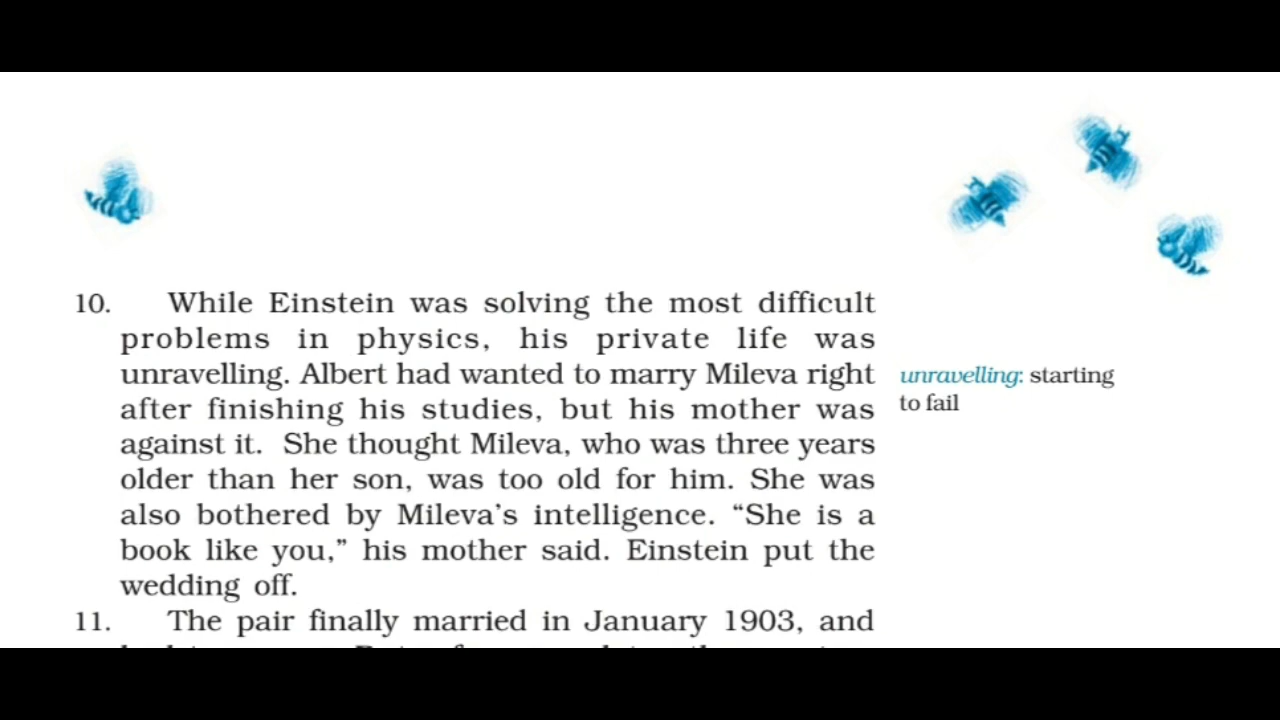 10. While Einstein was solving the most difficult
problems in physics, his private life was
unravelling. Albert had wanted to marry Mileva right
after finishing his studies, but his mother was
against it. She thought Mileva, who was three years
older than her son, was too old for him. She was
also bothered by Mileva's intelligence. “She is a
book like you,” his mother said. Einstein put the
wedding off.
11. The pair finally married in January 1903, and
unravelling: starting
to fail